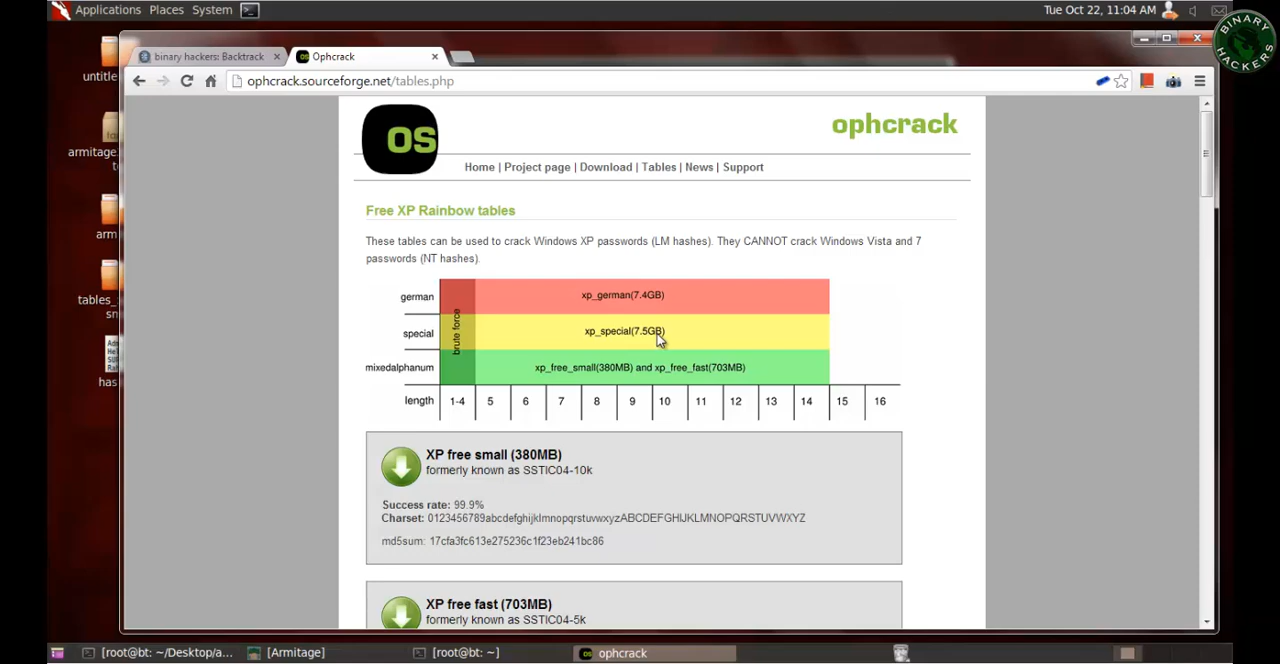 Applications Places System
Tue Oct 22, 11:04 AM
BINARY HACKERS
binary hackers: Backtrack
Ophcrack
ophcrack.sourceforge.net/tables.php
untitle
armitage
arm
tables_
has
OS
ophcrack
Home | Project page | Download | Tables | News | Support
Free XP Rainbow tables
These tables can be used to crack Windows XP passwords (LM hashes). They CANNOT crack Windows Vista and 7
passwords (NT hashes).
german
xp_german(7.4GB)
special
brute force
xp_special(7.5GB)
mixedalphanum
xp_free_small(380MB) and xp_free_fast(703MB)
length 1-4 5 6 7 8 9 10 11 12 13 14 15 16
XP free small (380MB)
formerly known as SSTIC04-10k
Success rate: 99.9%
Charset: 0123456789abcdefghijklmnopqrstuvwxyzABCDEFGHIJKLMNOPQRSTUVWXYZ
md5sum: 17cfa3fc613e275236c1f23eb241bc86
XP free fast (703MB)
formerly known as SSTIC04-5k
[root@bt: ~/Desktop/a...
[Armitage]
[root@bt: ~]
OS
ophcrack